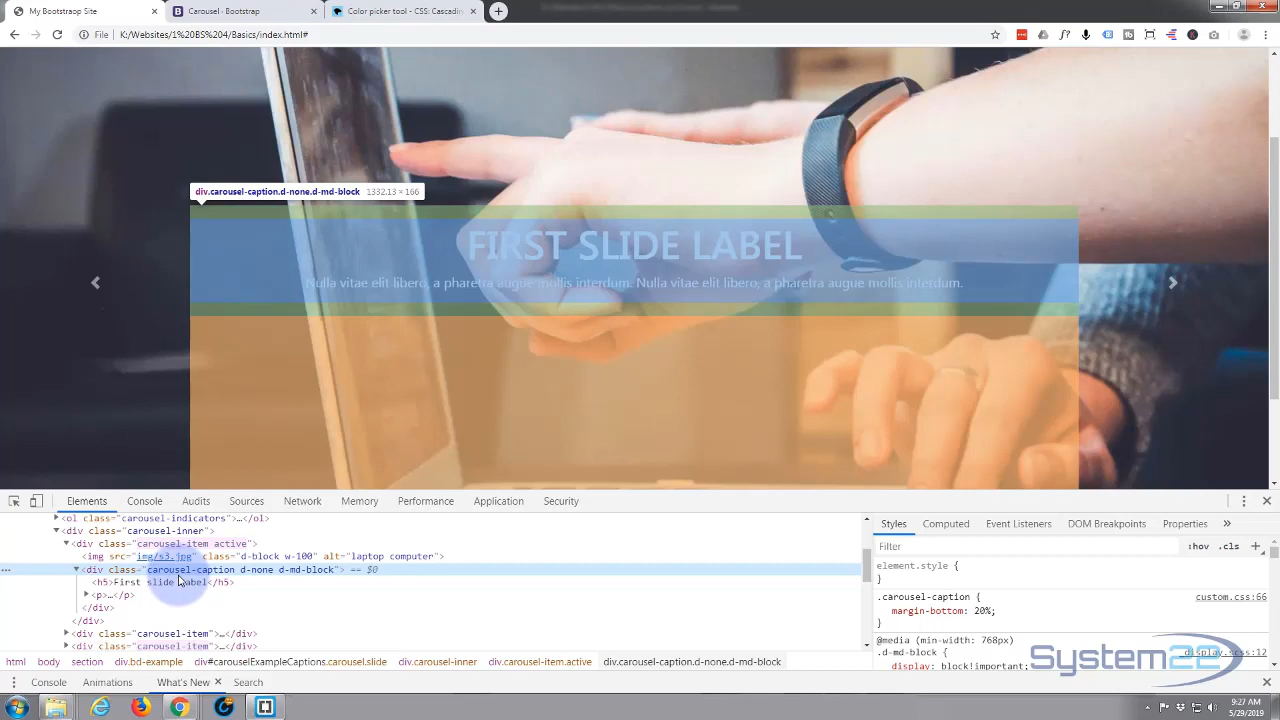 My Bootstraop Site
Carousel · Bootstrap
Color picker tool - CSS: Cascadin
File | K:/Websites/1%20BS%204/Basics/index.html#
div.carousel-caption.d-none.d-md-block 1332.13 × 166
FIRST SLIDE LABEL
Nulla vitae elit libero, a pharetra augue mollis interdum. Nulla vitae elit libero, a pharetra augue mollis interdum.
Elements Console Audits Sources Network Memory Performance Application Security
<ol class="carousel-indicators">…</ol>
<div class="carousel-inner">
<div class="carousel-item active">
<img src="img/s3.jpg" class="d-block w-100" alt="laptop computer">
<div class="carousel-caption d-none d-md-block"> == $0
<h5>First slide label</h5>
<p>…</p>
</div>
</div>
<div class="carousel-item">…</div>
<div class="carousel-item">…</div>
html body section div.bd-example div#carouselExampleCaptions.carousel.slide div.carousel-inner div.carousel-item.active div.carousel-caption.d-none.d-md-block
Styles Computed Event Listeners DOM Breakpoints Properties »
Filter :hov .cls +
element.style {
}
.carousel-caption { custom.css:66
margin-bottom: 20%;
}
@media (min-width: 768px)
.d-md-block { _display.scss:12
display: block!important;
System22
Console Animations What's New Search
9:27 AM
5/29/2019